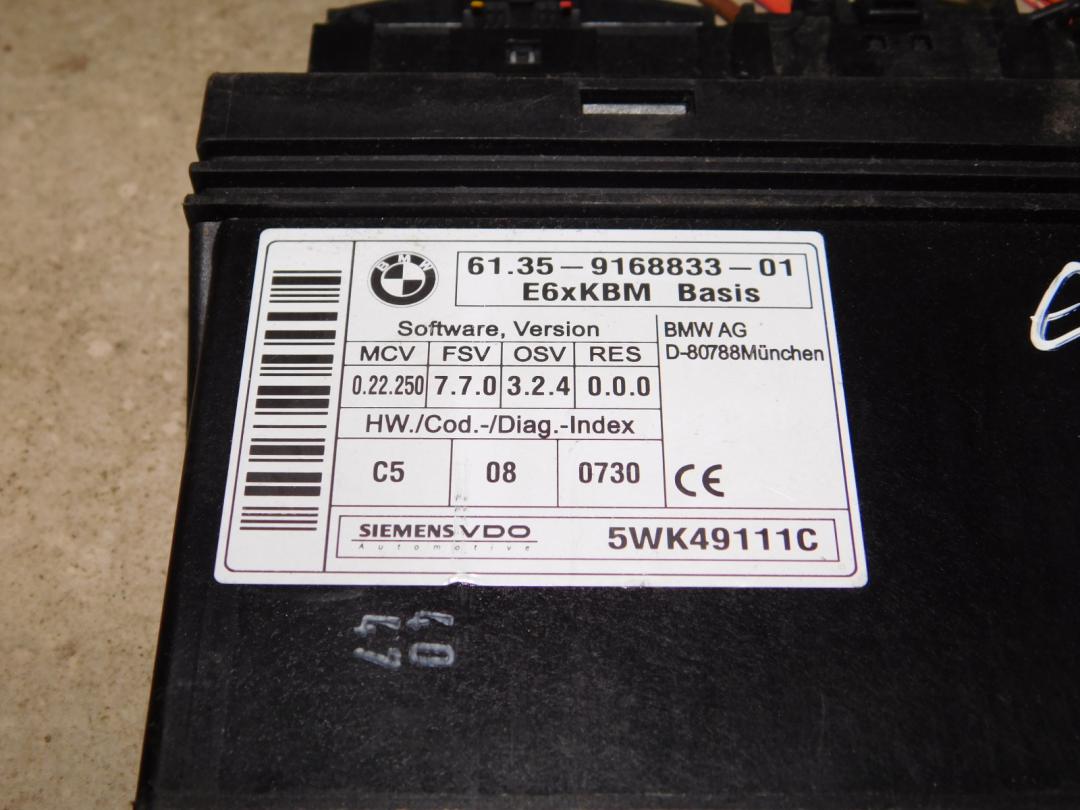 BMW
61.35-9168833-01
E6xKBM Basis
Software, Version
MCV FSV OSV RES
0.22.250 7.7.0 3.2.4 0.0.0
BMW AG
D-80788München
HW./Cod.-/Diag.-Index
C5 08 0730
CE
SIEMENS VDO
Automotive
5WK49111C